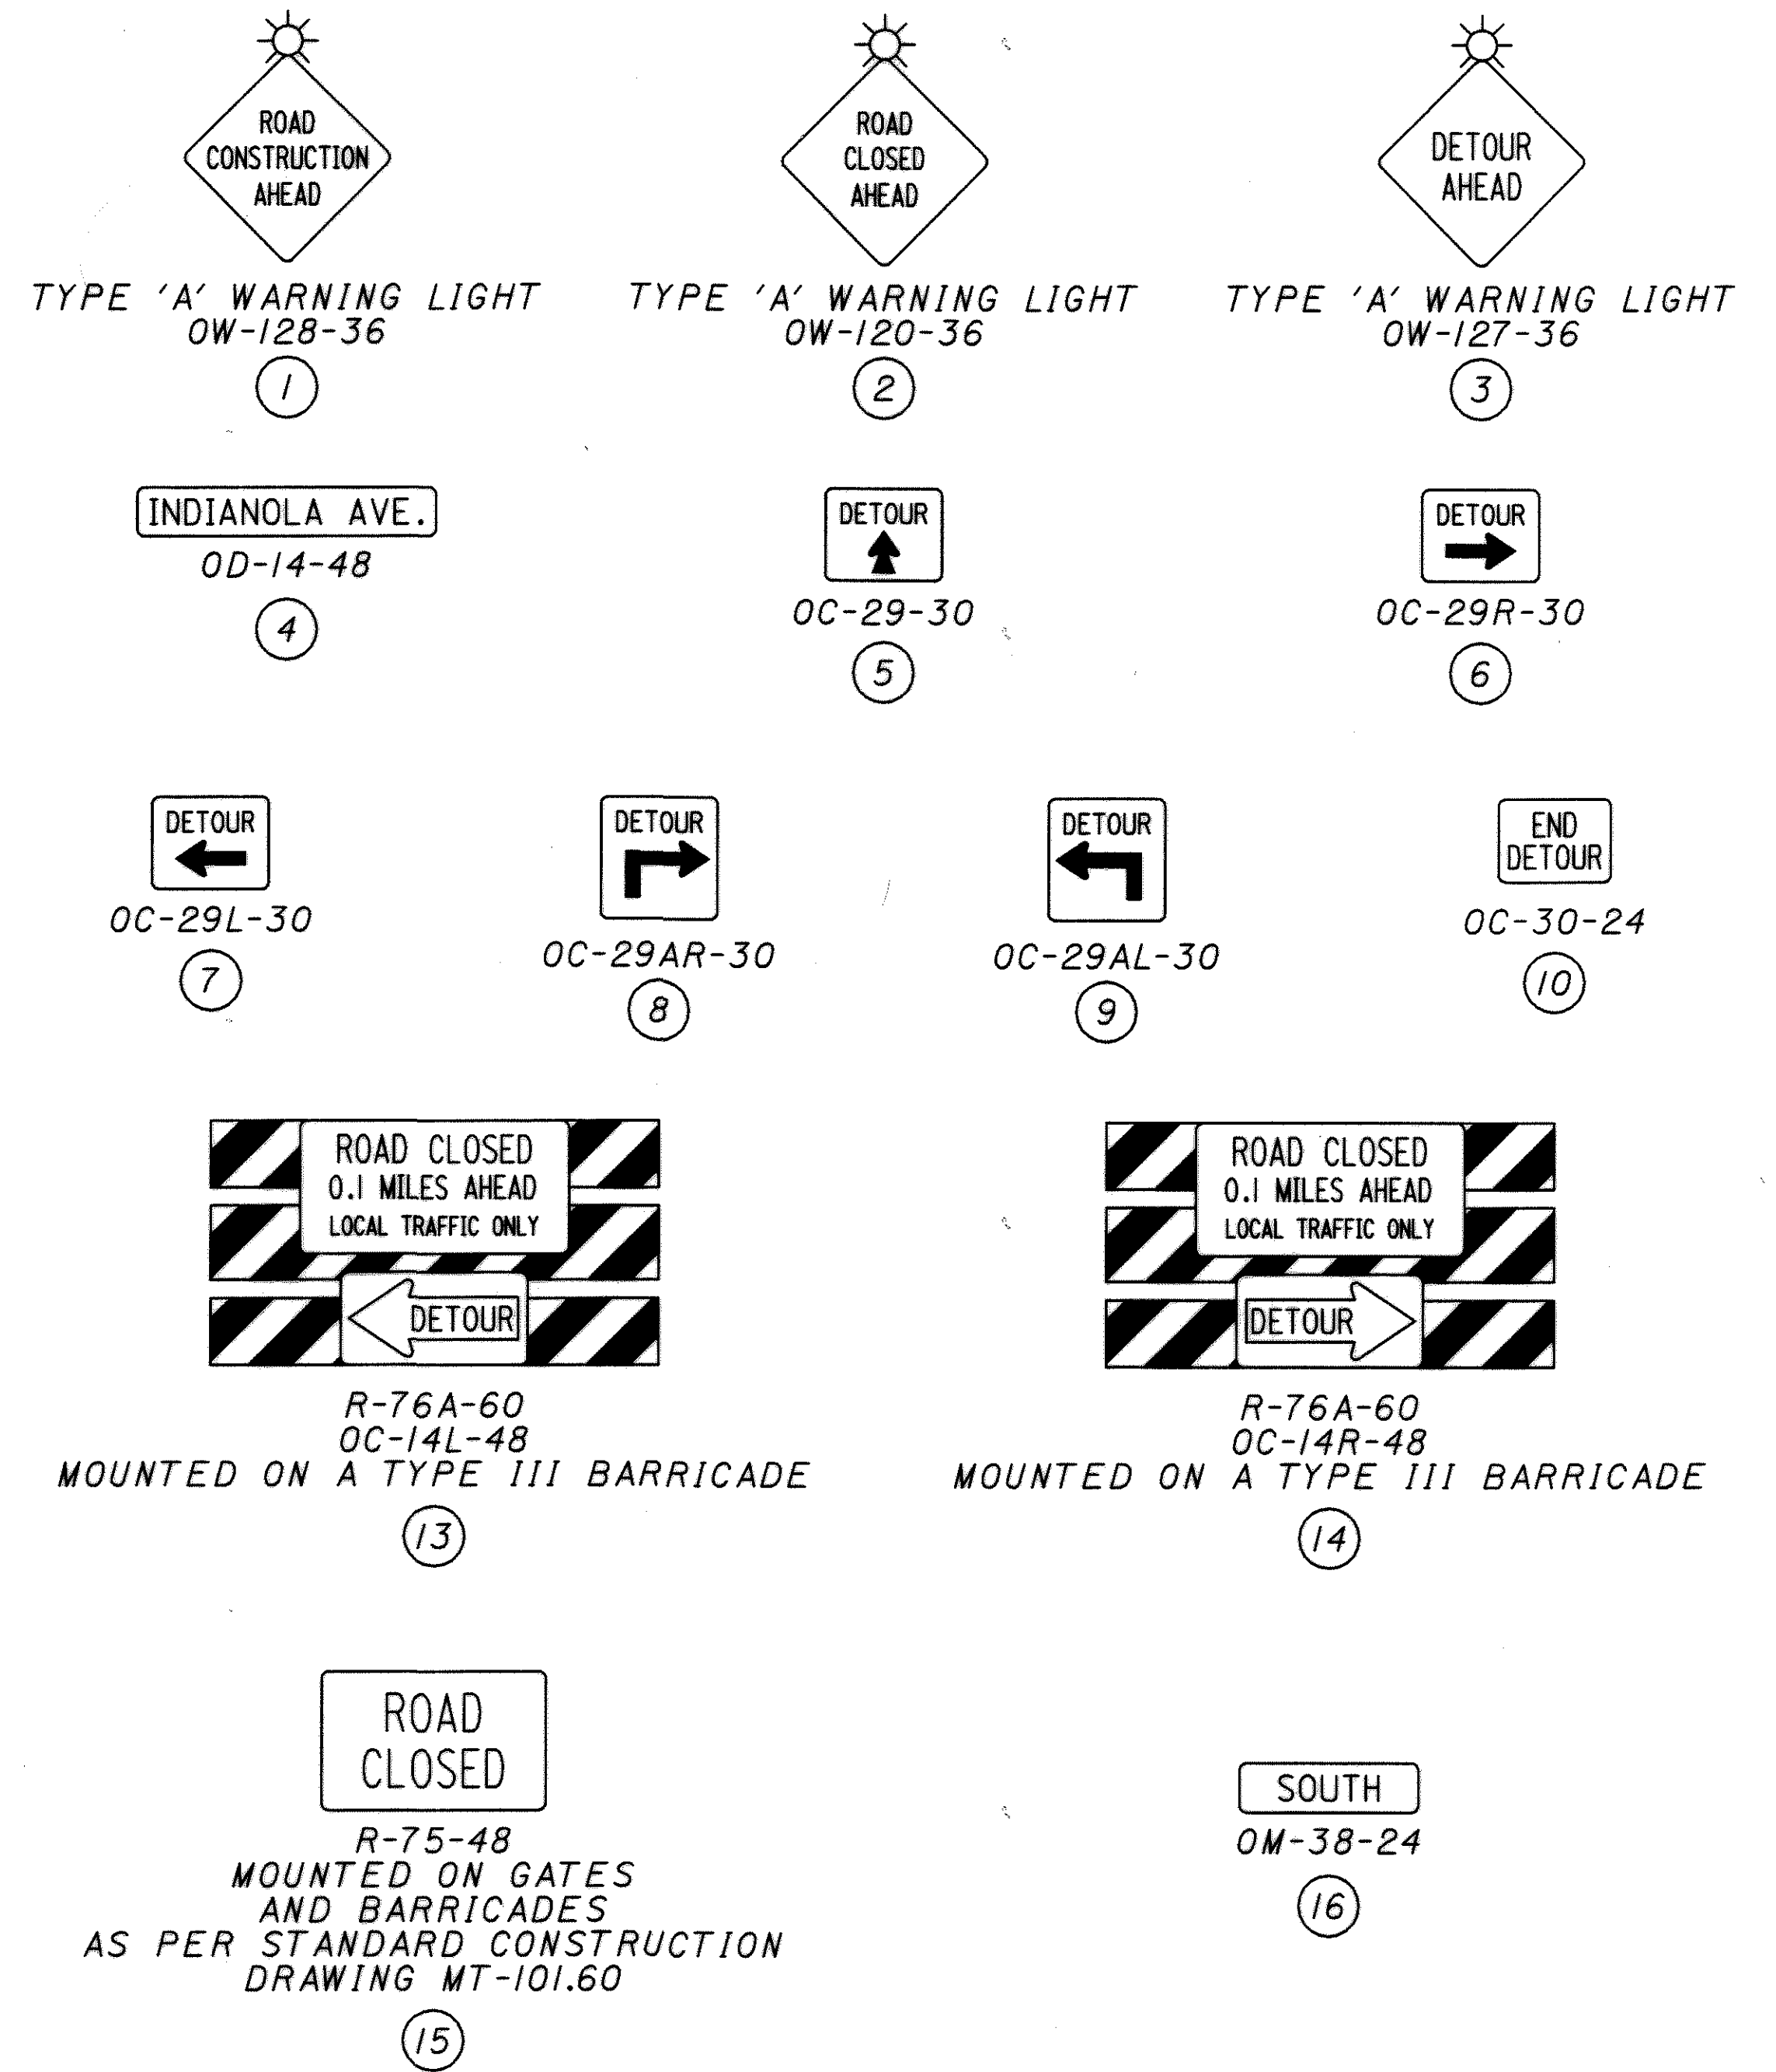 ROAD
CONSTRUCTION
AHEAD
TYPE 'A' WARNING LIGHT
OW-128-36
1
ROAD
CLOSED
AHEAD
TYPE 'A' WARNING LIGHT
OW-120-36
2
DETOUR
AHEAD
TYPE 'A' WARNING LIGHT
OW-127-36
3
INDIANOLA AVE.
OD-14-48
4
DETOUR
OC-29-30
5
DETOUR
OC-29R-30
6
DETOUR
OC-29L-30
7
DETOUR
OC-29AR-30
8
DETOUR
OC-29AL-30
9
END
DETOUR
OC-30-24
10
ROAD CLOSED
0.1 MILES AHEAD
LOCAL TRAFFIC ONLY
DETOUR
R-76A-60
OC-14L-48
MOUNTED ON A TYPE III BARRICADE
13
ROAD CLOSED
0.1 MILES AHEAD
LOCAL TRAFFIC ONLY
DETOUR
R-76A-60
OC-14R-48
MOUNTED ON A TYPE III BARRICADE
14
ROAD
CLOSED
R-75-48
MOUNTED ON GATES
AND BARRICADES
AS PER STANDARD CONSTRUCTION
DRAWING MT-101.60
15
SOUTH
OM-38-24
16